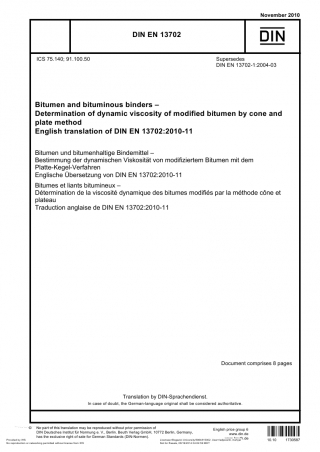 November 2010
DIN EN 13702
DIN
ICS 75.140; 91.100.50
Supersedes
DIN EN 13702-1:2004-03
Bitumen and bituminous binders –
Determination of dynamic viscosity of modified bitumen by cone and
plate method
English translation of DIN EN 13702:2010-11
Bitumen und bitumenhaltige Bindemittel –
Bestimmung der dynamischen Viskosität von modifiziertem Bitumen mit dem
Platte-Kegel-Verfahren
Englische Übersetzung von DIN EN 13702:2010-11
Bitumes et liants bitumineux –
Détermination de la viscosité dynamique des bitumes modifiés par la méthode cône et
plateau
Traduction anglaise de DIN EN 13702:2010-11
Document comprises 8 pages
Translation by DIN-Sprachendienst.
In case of doubt, the German-language original shall be considered authoritative.
© No part of this translation may be reproduced without prior permission of
DIN Deutsches Institut für Normung e. V., Berlin. Beuth Verlag GmbH, 10772 Berlin, Germany,
has the exclusive right of sale for German Standards (DIN-Normen).
English price group 8
www.din.de